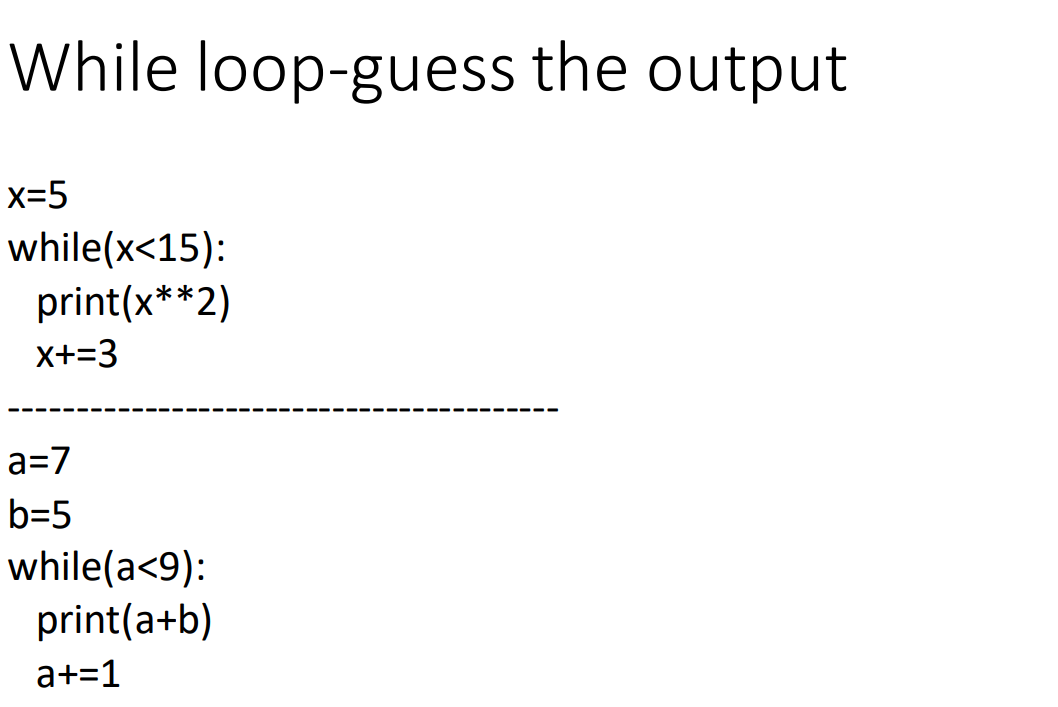 While loop-guess the output
x=5
while(x<15):
   print(x**2)
   x+=3
-----------------------------------------
a=7
b=5
while(a<9):
   print(a+b)
   a+=1